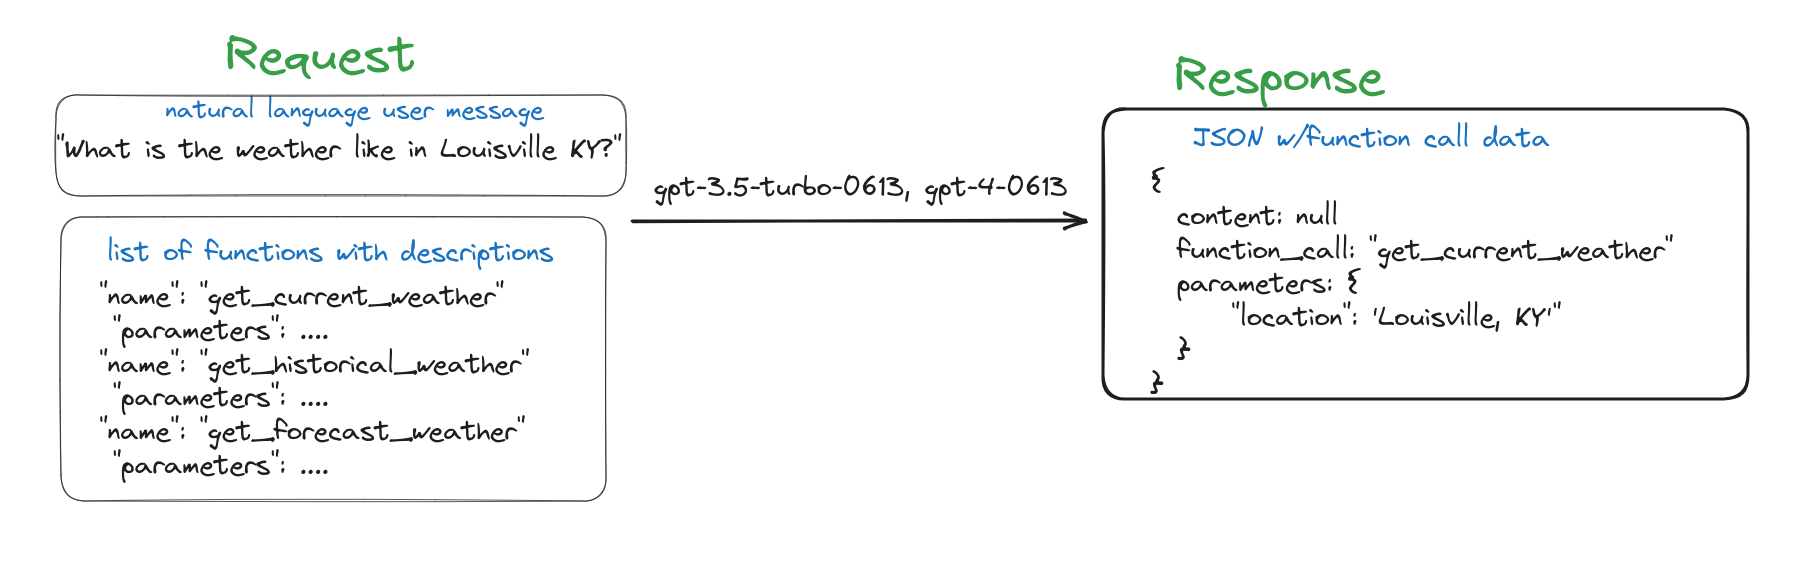 Request
natural language user message
"What is the weather like in Louisville KY?"
list of functions with descriptions
"name": "get_current_weather"
"parameters": ....
"name": "get_historical_weather"
"parameters": ....
"name": "get_forecast_weather"
"parameters": ....
gpt-3.5-turbo-0613, gpt-4-0613
Response
JSON w/function call data
{
content: null
function_call: "get_current_weather"
parameters: {
"location": 'Louisville, KY'"
}
}